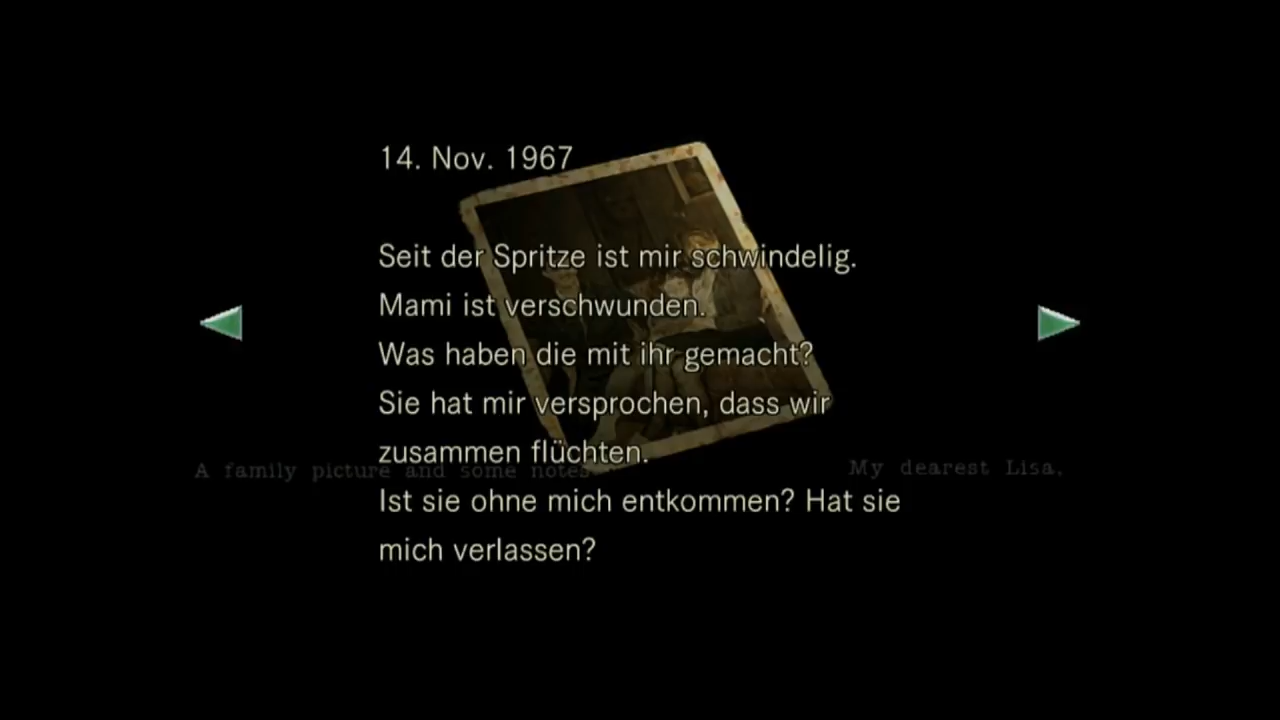 14. Nov. 1967
Seit der Spritze ist mir schwindelig.
Mami ist verschwunden.
Was haben die mit ihr gemacht?
Sie hat mir versprochen, dass wir
zusammen flüchten.
A family picture and some notes.
My dearest Lisa,
Ist sie ohne mich entkommen? Hat sie
mich verlassen?